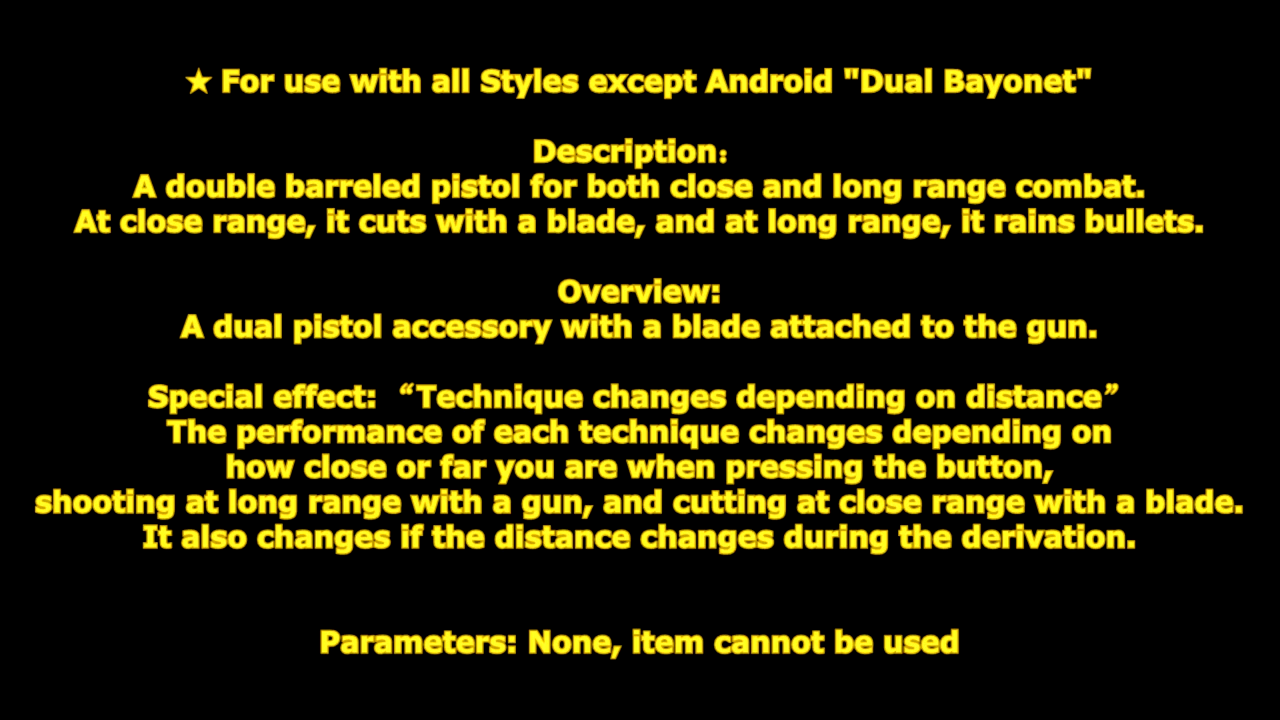 ★ For use with all Styles except Android "Dual Bayonet"
Description：
A double barreled pistol for both close and long range combat.
At close range, it cuts with a blade, and at long range, it rains bullets.
Overview:
A dual pistol accessory with a blade attached to the gun.
Special effect: “Technique changes depending on distance”
The performance of each technique changes depending on
how close or far you are when pressing the button,
shooting at long range with a gun, and cutting at close range with a blade.
It also changes if the distance changes during the derivation.
Parameters: None, item cannot be used